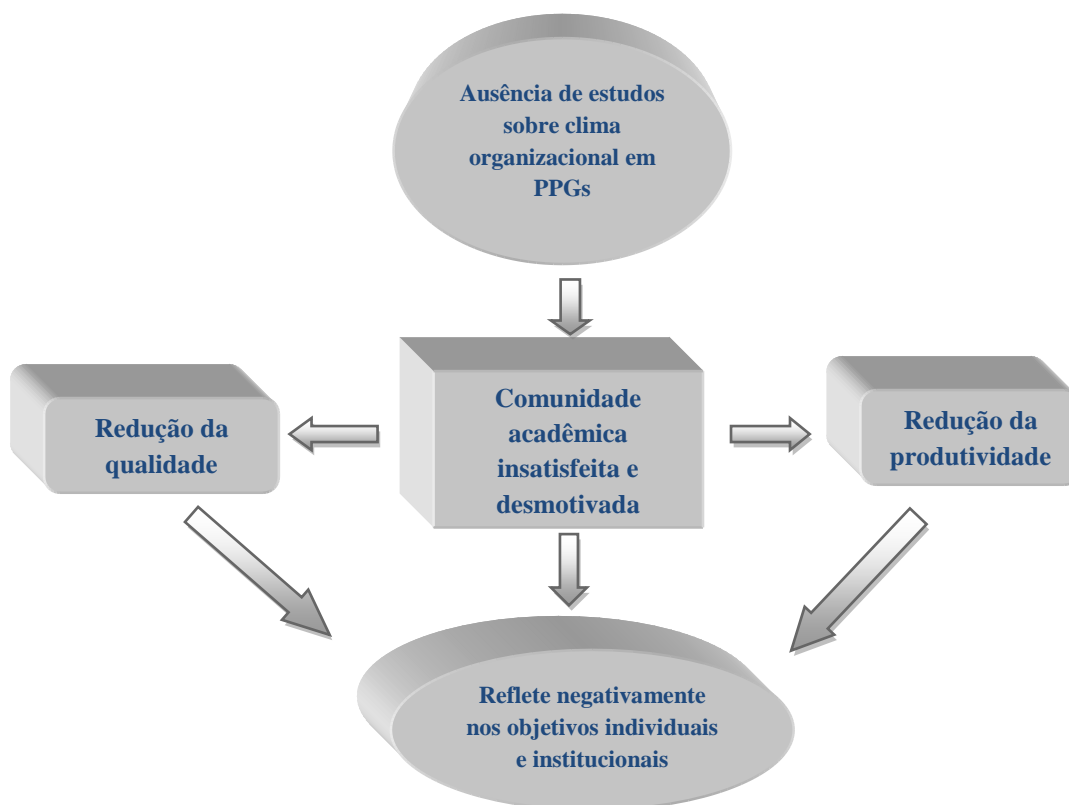 Ausência de estudos
sobre clima
organizacional em
PPGs
Comunidade
acadêmica
insatisfeita e
desmotivada
Redução da
qualidade
Redução da
produtividade
Reflete negativamente
nos objetivos individuais
e institucionais